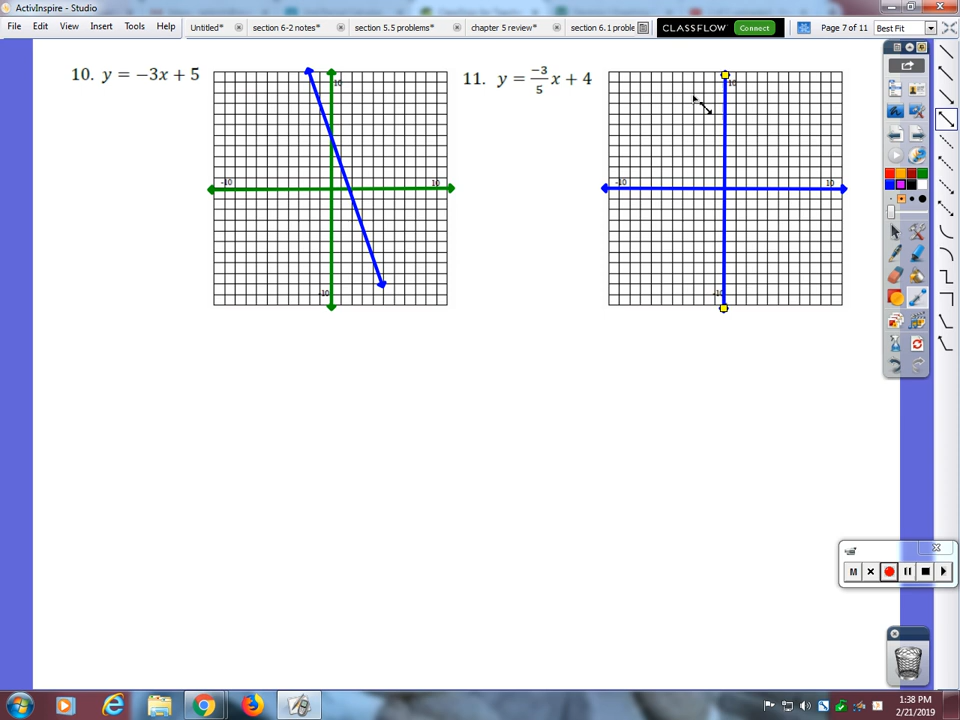 ActivInspire - Studio
File Edit View Insert Tools Help
Untitled* section 6-2 notes* section 5.5 problems* chapter 5 review* section 6.1 proble
CLASSFLOW Connect
Page 7 of 11 Best Fit
10. y = −3x + 5
10
-10 10
-10
11. y = −3/5 x + 4
10
-10 10
-10
M
1:38 PM
2/21/2019